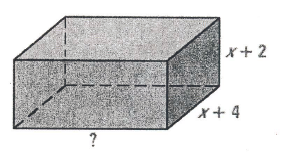 x + 2
x + 4
?